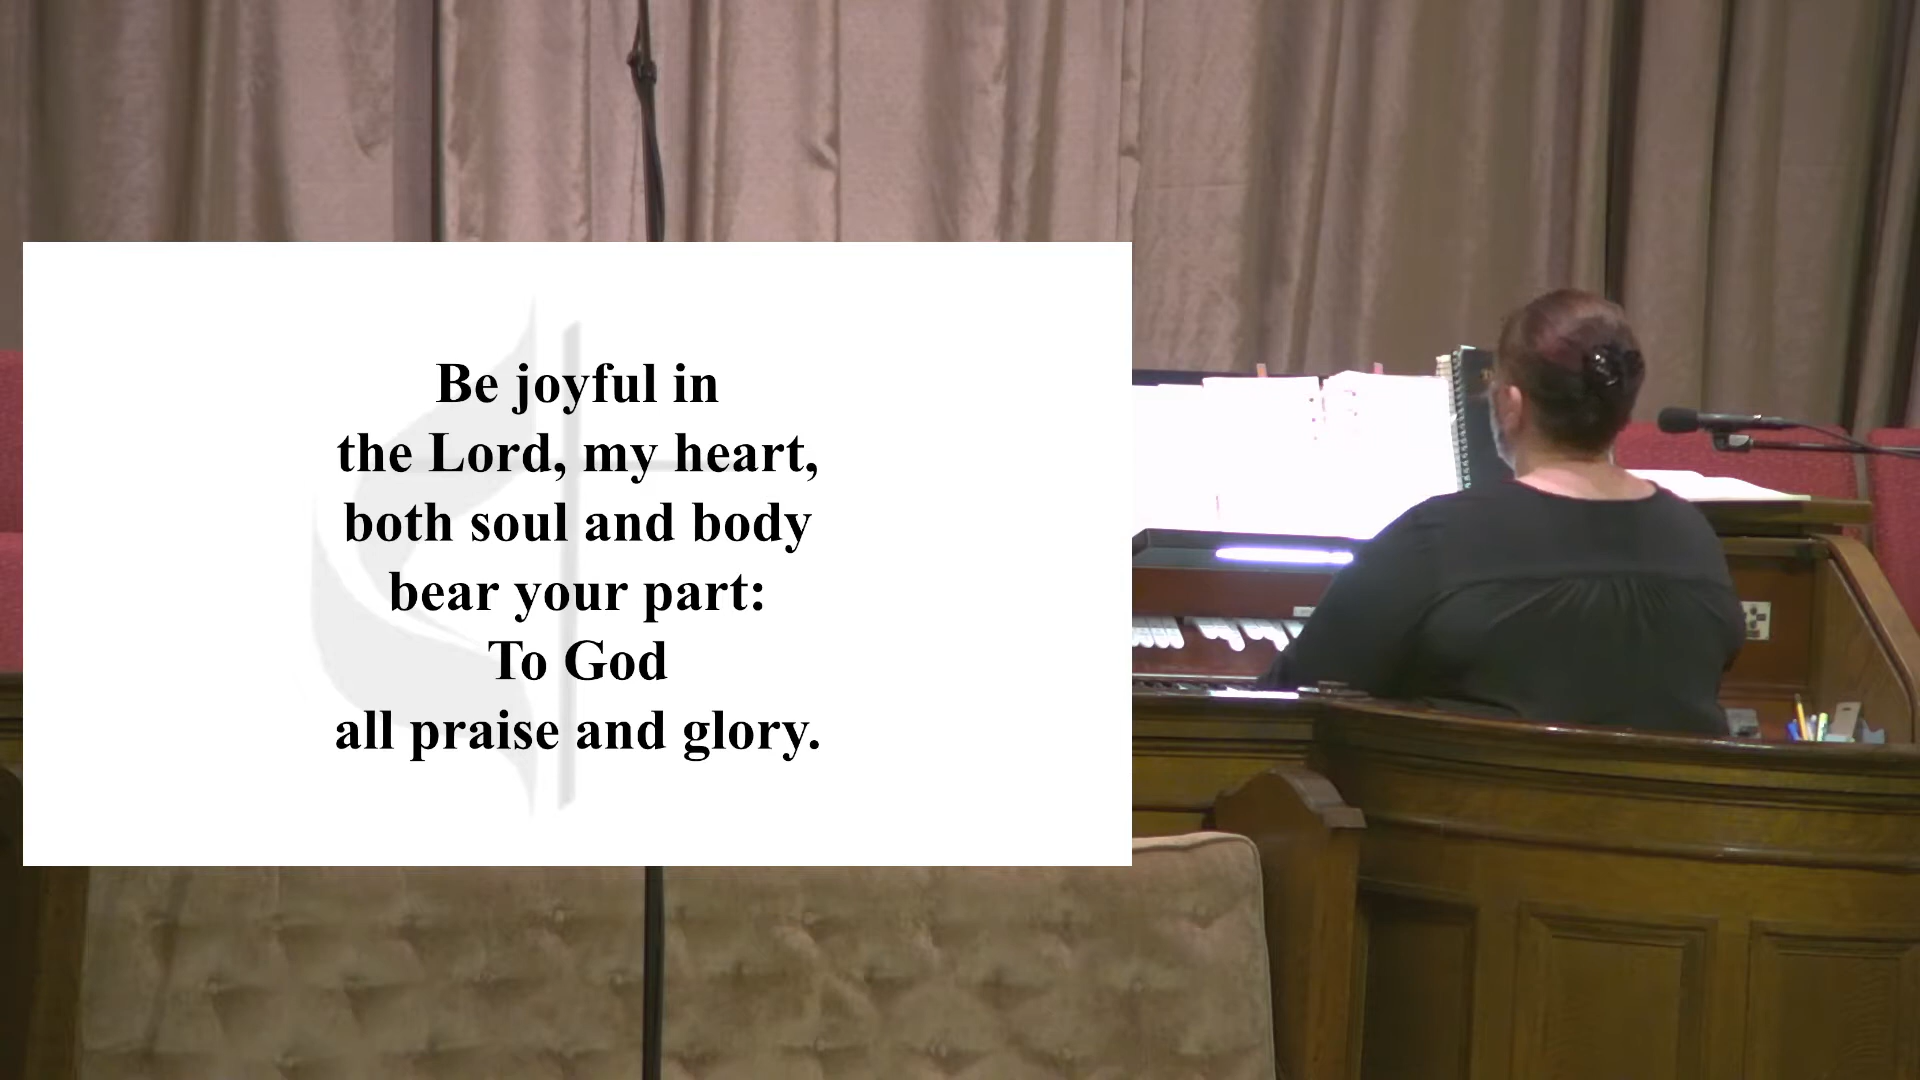 Be joyful in
the Lord, my heart,
both soul and body
bear your part:
To God
all praise and glory.